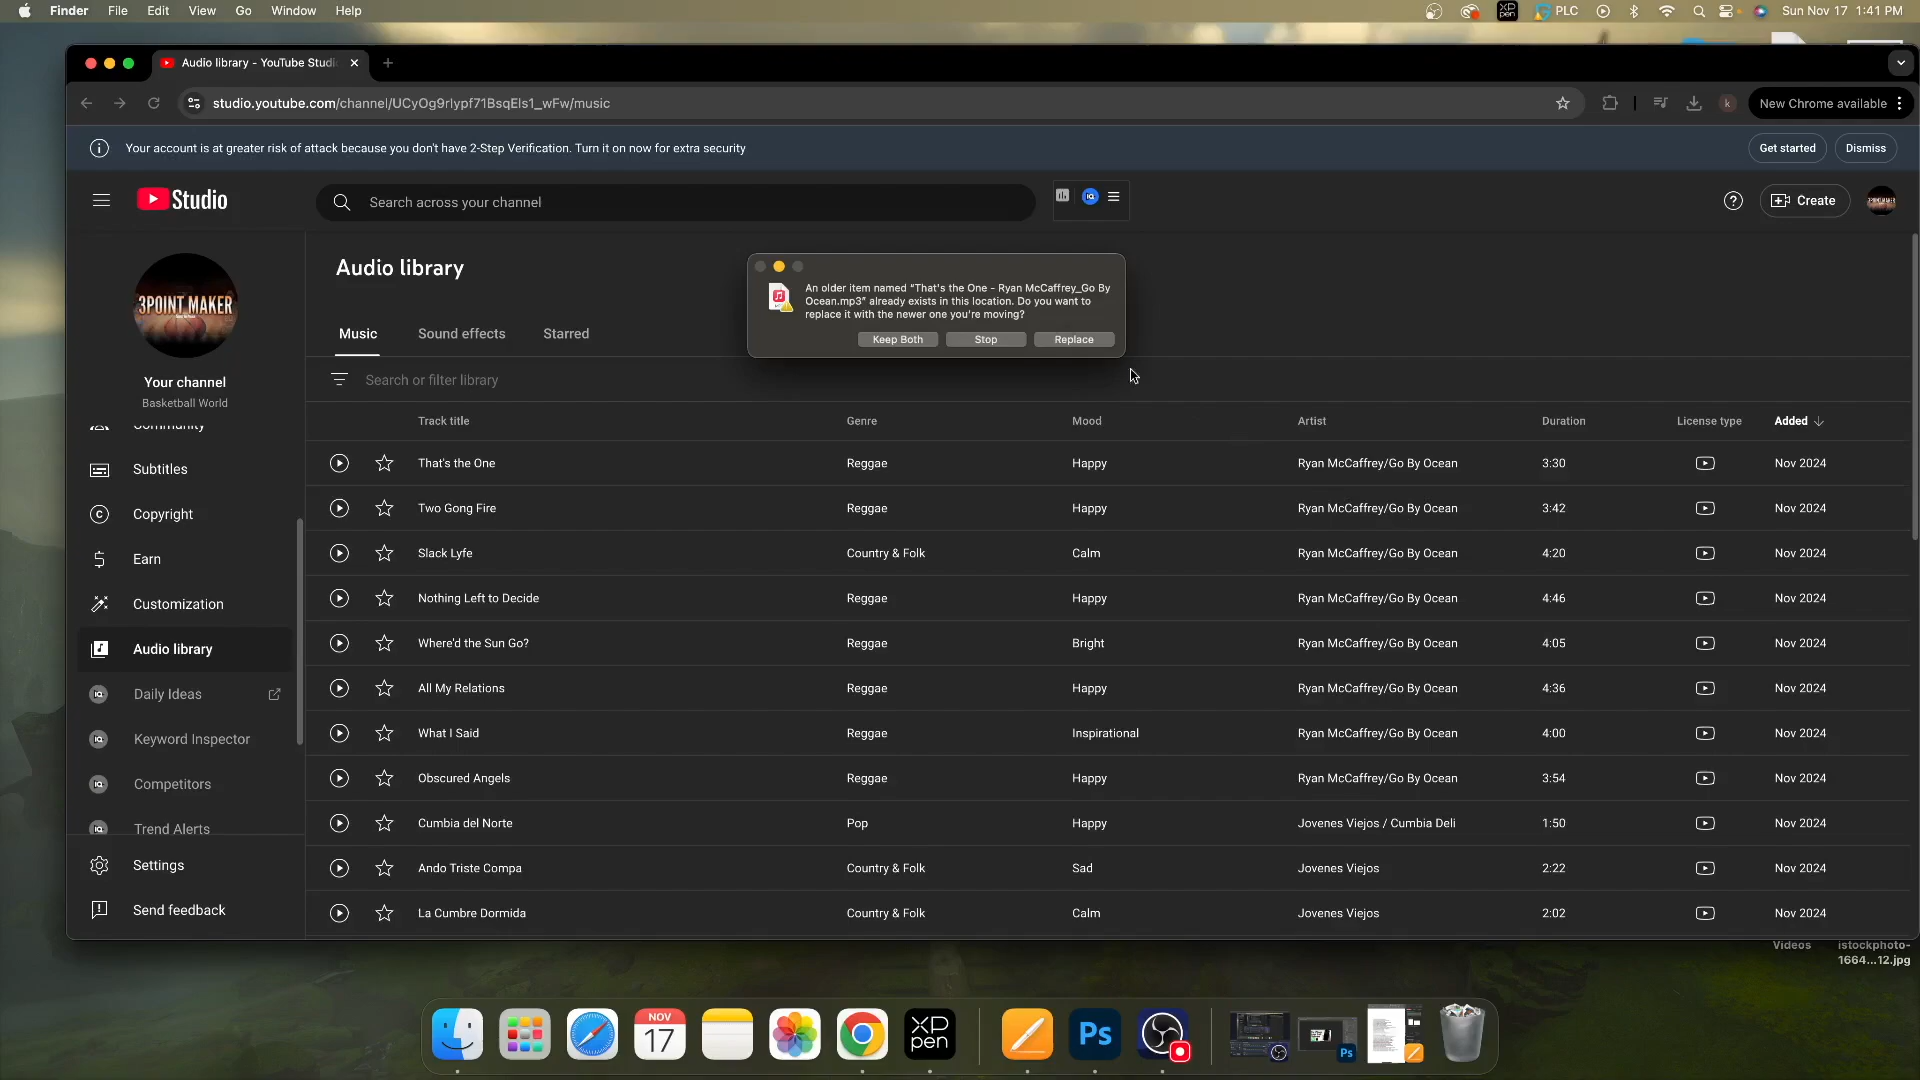 Finder File Edit View Go Window Help
PLC Sun Nov 17 1:41 PM
Audio library - YouTube Studi
studio.youtube.com/channel/UCyOg9rlypf71BsqEls1_wFw/music
k New Chrome available
Your account is at greater risk of attack because you don't have 2-Step Verification. Turn it on now for extra security
Get started Dismiss
Studio
Search across your channel
Create
3POINT MAKER
Your channel
Basketball World
Community
Subtitles
Copyright
Earn
Customization
Audio library
Daily Ideas
Keyword Inspector
Competitors
Trend Alerts
Settings
Send feedback
Audio library
Music Sound effects Starred
Search or filter library
An older item named “That's the One - Ryan McCaffrey_Go By
Ocean.mp3” already exists in this location. Do you want to
replace it with the newer one you're moving?
Keep Both Stop Replace
Track title Genre Mood Artist Duration License type Added
That's the One Reggae Happy Ryan McCaffrey/Go By Ocean 3:30 Nov 2024
Two Gong Fire Reggae Happy Ryan McCaffrey/Go By Ocean 3:42 Nov 2024
Slack Lyfe Country & Folk Calm Ryan McCaffrey/Go By Ocean 4:20 Nov 2024
Nothing Left to Decide Reggae Happy Ryan McCaffrey/Go By Ocean 4:46 Nov 2024
Where'd the Sun Go? Reggae Bright Ryan McCaffrey/Go By Ocean 4:05 Nov 2024
All My Relations Reggae Happy Ryan McCaffrey/Go By Ocean 4:36 Nov 2024
What I Said Reggae Inspirational Ryan McCaffrey/Go By Ocean 4:00 Nov 2024
Obscured Angels Reggae Happy Ryan McCaffrey/Go By Ocean 3:54 Nov 2024
Cumbia del Norte Pop Happy Jovenes Viejos / Cumbia Deli 1:50 Nov 2024
Ando Triste Compa Country & Folk Sad Jovenes Viejos 2:22 Nov 2024
La Cumbre Dormida Country & Folk Calm Jovenes Viejos 2:02 Nov 2024
Videos istockphoto-
1664...12.jpg
NOV
17
XP
pen
Ps
Ps